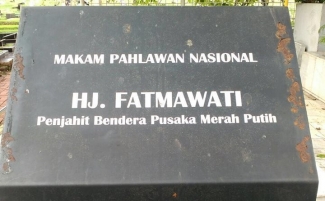 MAKAM PAHLAWAN NASIONAL
HJ. FATMAWATI
Penjahit Bendera Pusaka Merah Putih